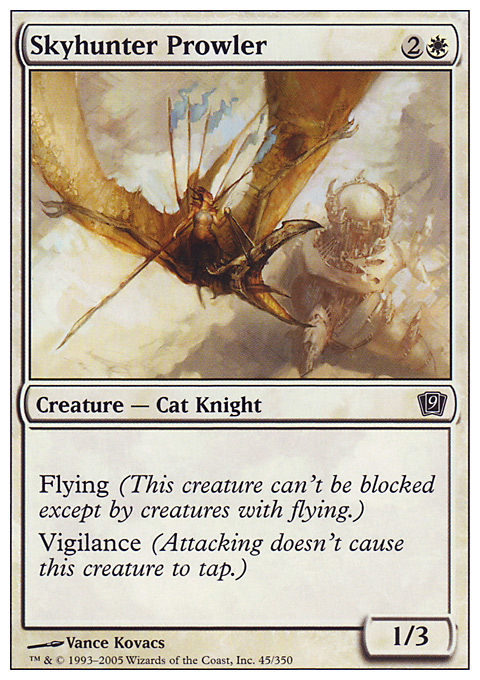 Skyhunter Prowler 2
Creature — Cat Knight 9
Flying (This creature can't be blocked
except by creatures with flying.)
Vigilance (Attacking doesn't cause
this creature to tap.)
Vance Kovacs
1/3
™ & © 1993–2005 Wizards of the Coast, Inc. 45/350